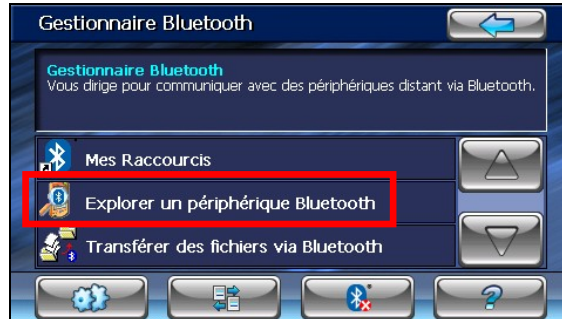 Gestionnaire Bluetooth
Gestionnaire Bluetooth
Vous dirige pour communiquer avec des périphériques distant via Bluetooth.
Mes Raccourcis
Explorer un périphérique Bluetooth
Transférer des fichiers via Bluetooth